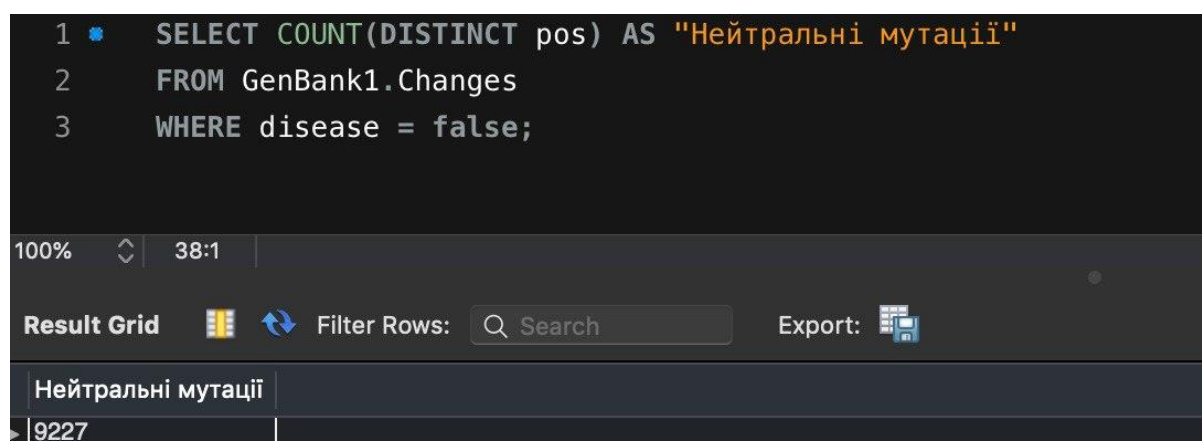 1 SELECT COUNT(DISTINCT pos) AS "Нейтральні мутації"
2 FROM GenBank1.Changes
3 WHERE disease = false;
100% 38:1
Result Grid Filter Rows: Search Export:
Нейтральні мутації
9227